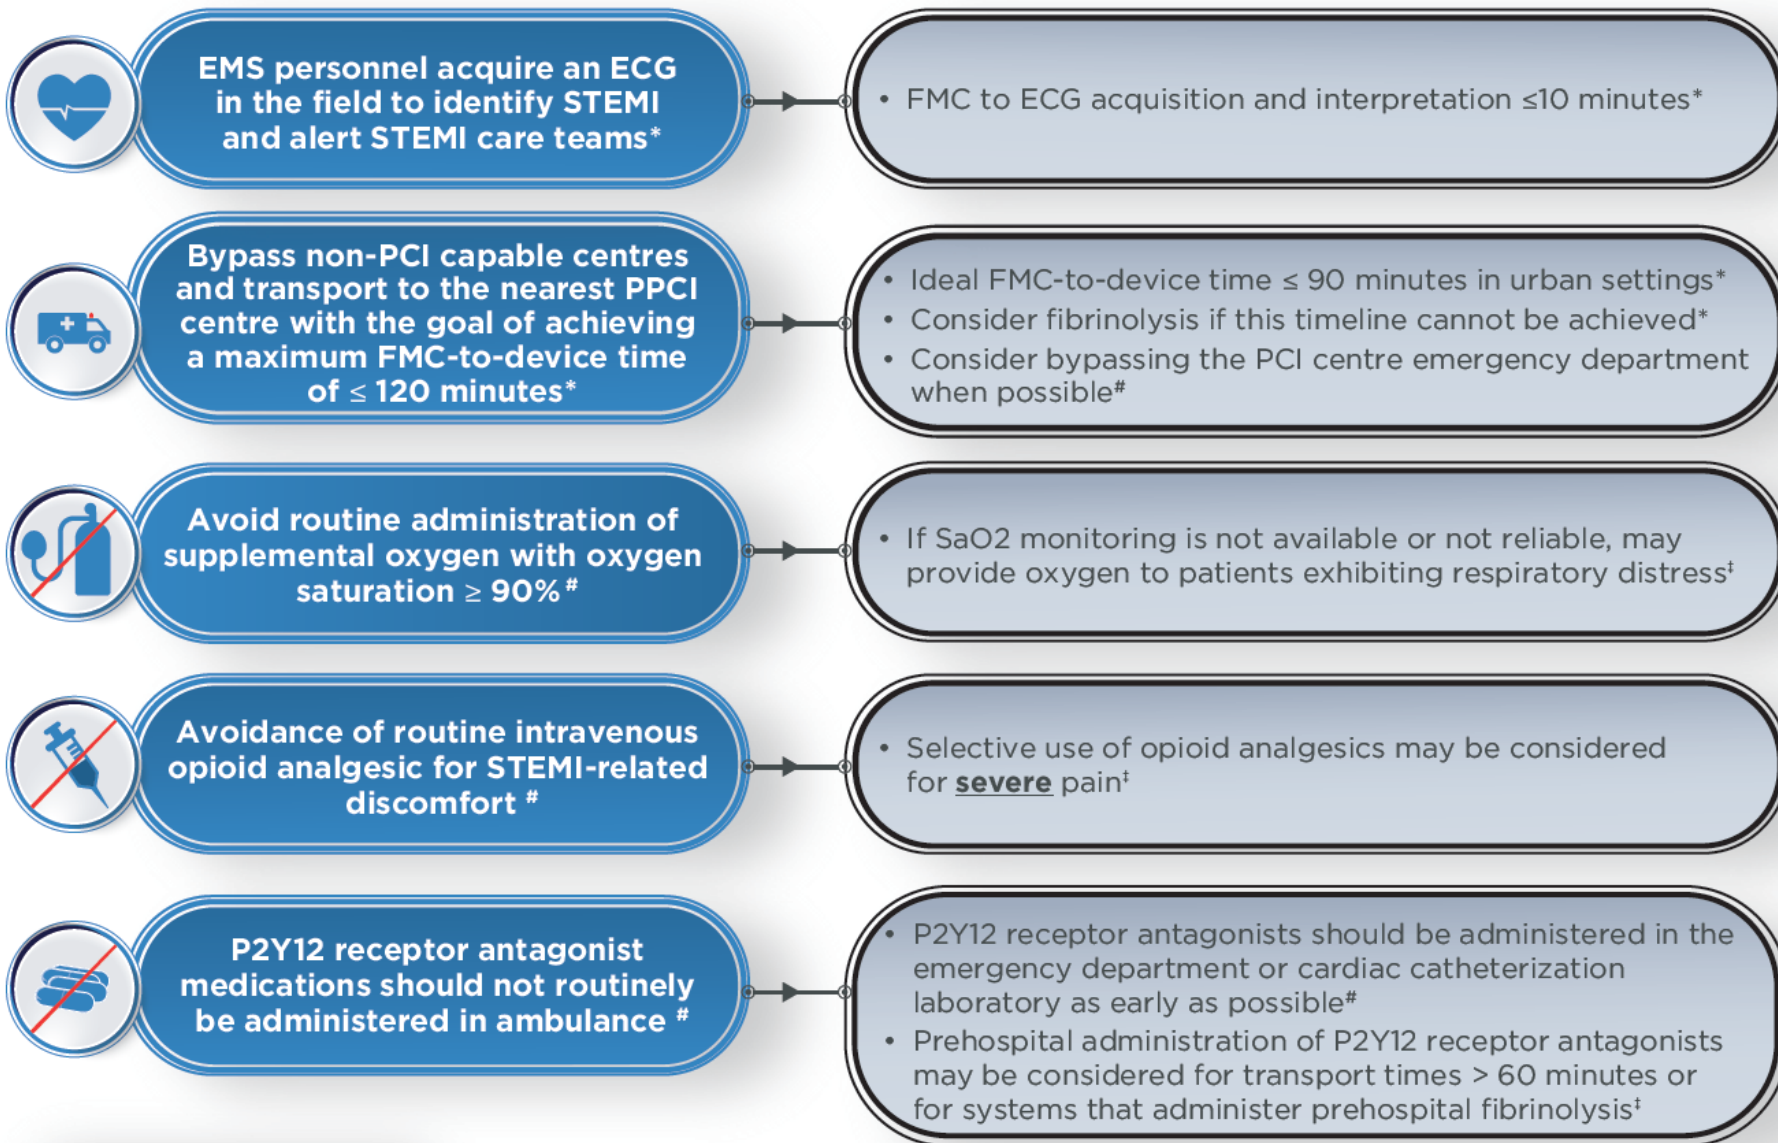 EMS personnel acquire an ECG
in the field to identify STEMI
and alert STEMI care teams*
• FMC to ECG acquisition and interpretation ≤10 minutes*
Bypass non-PCI capable centres
and transport to the nearest PPCI
centre with the goal of achieving
a maximum FMC-to-device time
of ≤ 120 minutes*
• Ideal FMC-to-device time ≤ 90 minutes in urban settings*
• Consider fibrinolysis if this timeline cannot be achieved*
• Consider bypassing the PCI centre emergency department
when possible#
Avoid routine administration of
supplemental oxygen with oxygen
saturation ≥ 90% #
• If SaO2 monitoring is not available or not reliable, may
provide oxygen to patients exhibiting respiratory distress‡
Avoidance of routine intravenous
opioid analgesic for STEMI-related
discomfort #
• Selective use of opioid analgesics may be considered
for severe pain‡
P2Y12 receptor antagonist
medications should not routinely
be administered in ambulance #
• P2Y12 receptor antagonists should be administered in the
emergency department or cardiac catheterization
laboratory as early as possible#
• Prehospital administration of P2Y12 receptor antagonists
may be considered for transport times > 60 minutes or
for systems that administer prehospital fibrinolysis‡